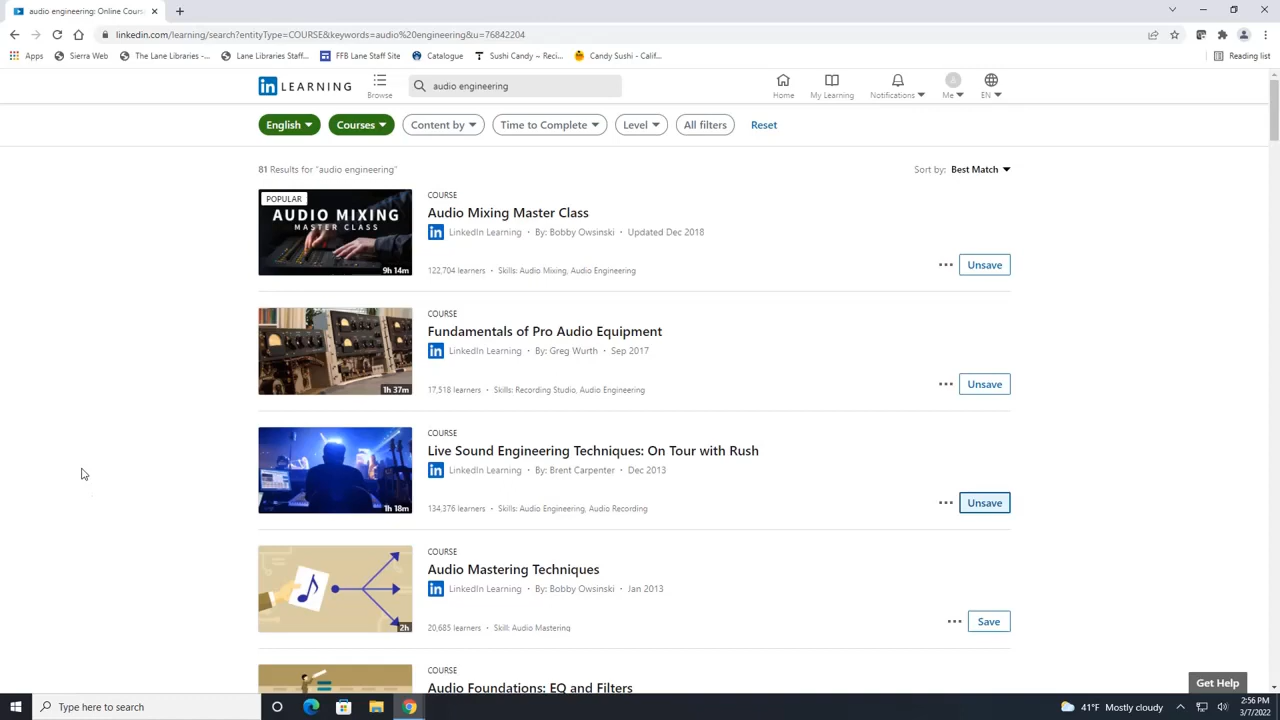 audio engineering: Online Cours
linkedin.com/learning/search?entityType=COURSE&keywords=audio%20engineering&u=76842204
Apps Sierra Web The Lane Libraries -... Lane Libraries Staff... FFB Lane Staff Site Catalogue Sushi Candy ~ Reci... Candy Sushi - Calif... Reading list
in LEARNING Browse audio engineering Home My Learning Notifications Me EN
English Courses Content by Time to Complete Level All filters Reset
81 Results for "audio engineering" Sort by: Best Match
POPULAR
AUDIO MIXING
MASTER CLASS
9h 14m
COURSE
Audio Mixing Master Class
in LinkedIn Learning • By: Bobby Owsinski • Updated Dec 2018
122,704 learners • Skills: Audio Mixing, Audio Engineering
••• Unsave
1h 37m
COURSE
Fundamentals of Pro Audio Equipment
in LinkedIn Learning • By: Greg Wurth • Sep 2017
17,518 learners • Skills: Recording Studio, Audio Engineering
••• Unsave
1h 18m
COURSE
Live Sound Engineering Techniques: On Tour with Rush
in LinkedIn Learning • By: Brent Carpenter • Dec 2013
134,376 learners • Skills: Audio Engineering, Audio Recording
••• Unsave
2h
COURSE
Audio Mastering Techniques
in LinkedIn Learning • By: Bobby Owsinski • Jan 2013
20,685 learners • Skill: Audio Mastering
••• Save
COURSE
Audio Foundations: EQ and Filters
Get Help
Type here to search
41°F Mostly cloudy
2:56 PM
3/7/2022